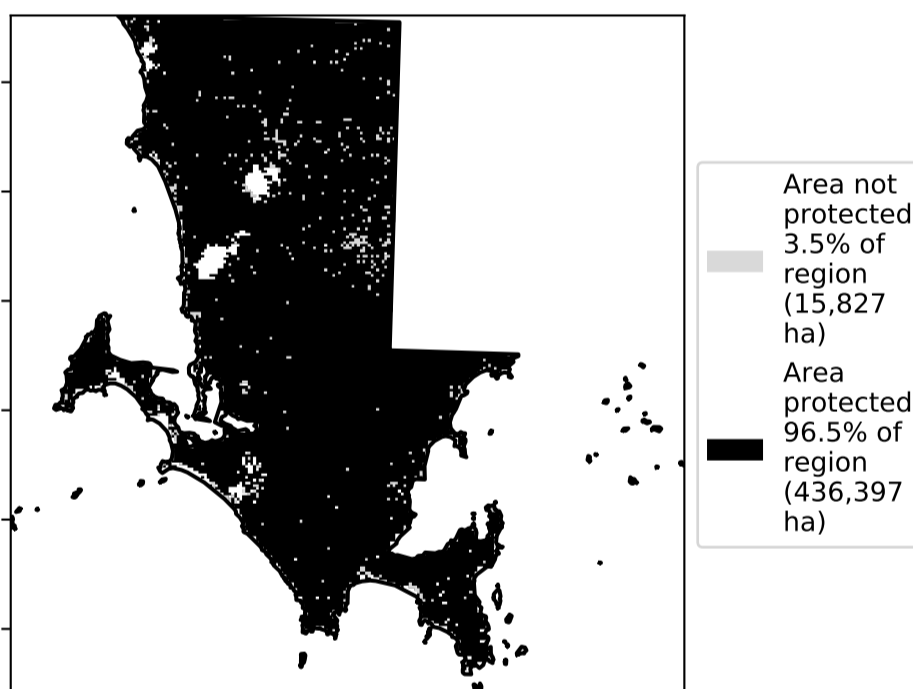 Area not
protected
3.5% of
region
(15,827
ha)
Area
protected
96.5% of
region
(436,397
ha)